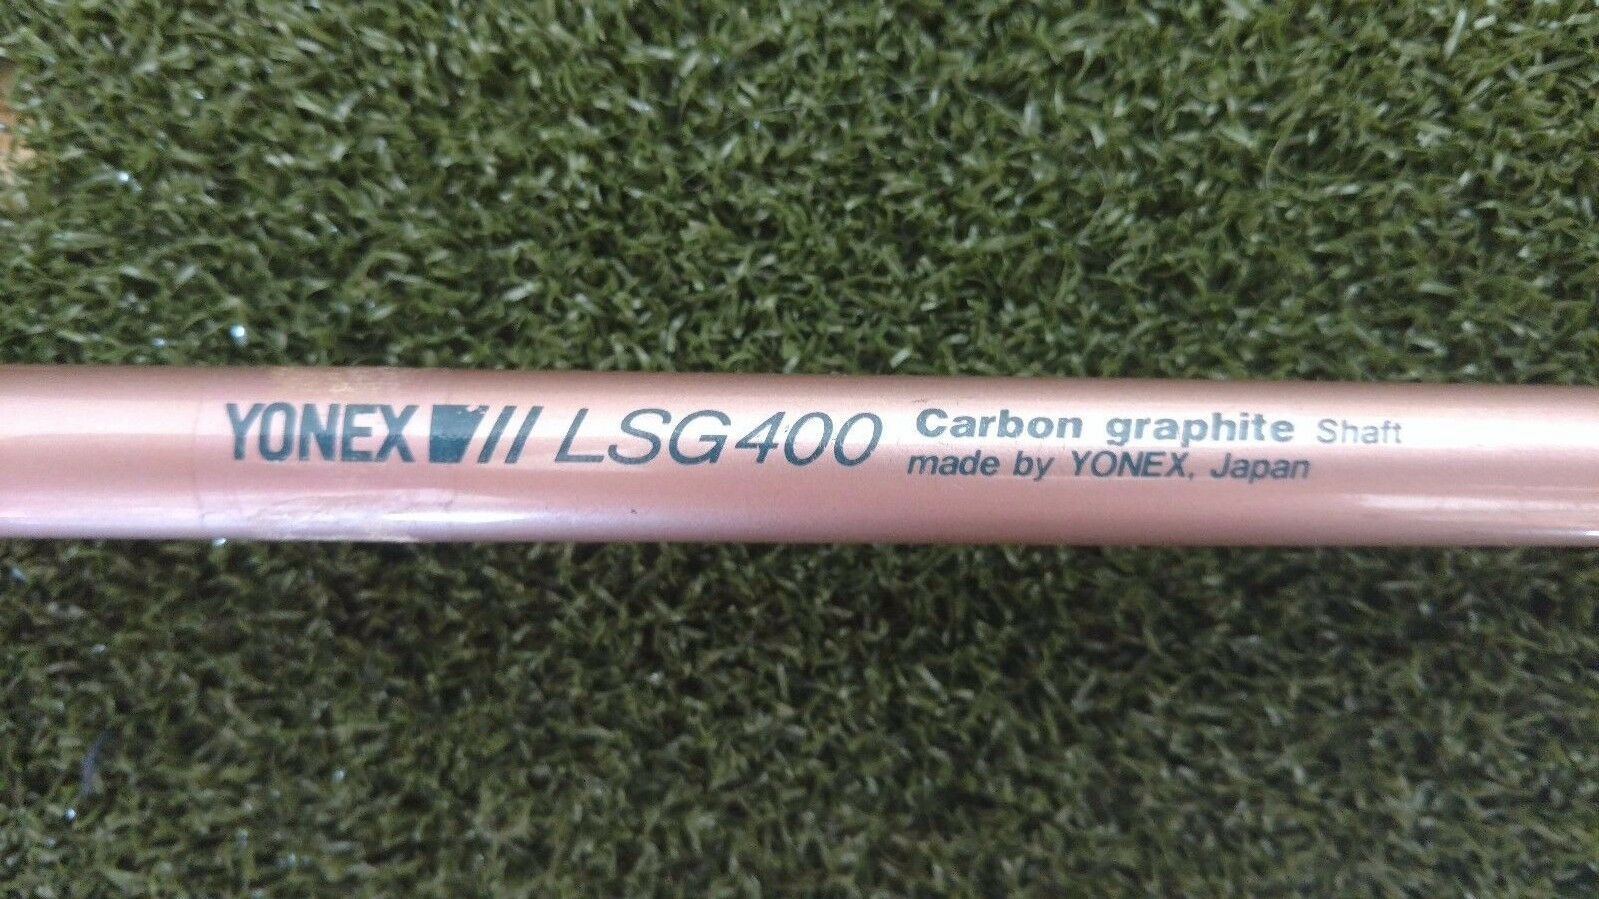 YONEX LSG400 Carbon graphite Shaft
made by YONEX, Japan